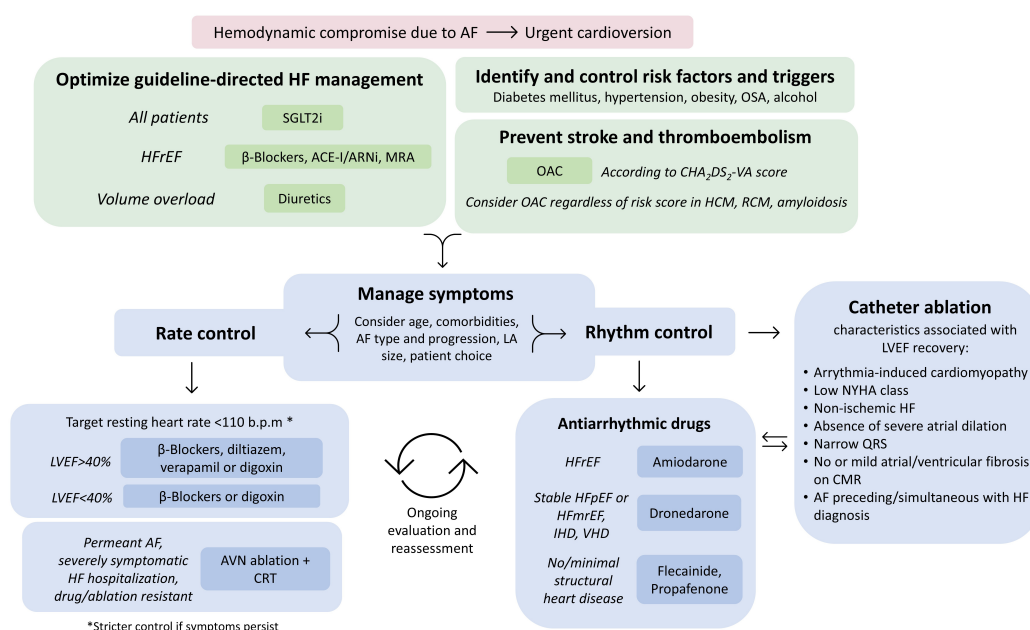 Hemodynamic compromise due to AF → Urgent cardioversion
Optimize guideline-directed HF management
All patients
SGLT2i
HFrEF
β-Blockers, ACE-I/ARNi, MRA
Volume overload
Diuretics
Identify and control risk factors and triggers
Diabetes mellitus, hypertension, obesity, OSA, alcohol
Prevent stroke and thromboembolism
OAC
According to CHA₂DS₂-VA score
Consider OAC regardless of risk score in HCM, RCM, amyloidosis
Manage symptoms
Consider age, comorbidities,
AF type and progression, LA
size, patient choice
Rate control
Rhythm control
Target resting heart rate <110 b.p.m *
LVEF>40%
β-Blockers, diltiazem,
verapamil or digoxin
LVEF<40%
β-Blockers or digoxin
Permeant AF,
severely symptomatic
HF hospitalization,
drug/ablation resistant
AVN ablation +
CRT
*Stricter control if symptoms persist
Ongoing
evaluation and
reassessment
Antiarrhythmic drugs
HFrEF
Amiodarone
Stable HFpEF or
HFmrEF,
IHD, VHD
Dronedarone
No/minimal
structural
heart disease
Flecainide,
Propafenone
Catheter ablation
characteristics associated with
LVEF recovery:
• Arrythmia-induced cardiomyopathy
• Low NYHA class
• Non-ischemic HF
• Absence of severe atrial dilation
• Narrow QRS
• No or mild atrial/ventricular fibrosis
on CMR
• AF preceding/simultaneous with HF
diagnosis